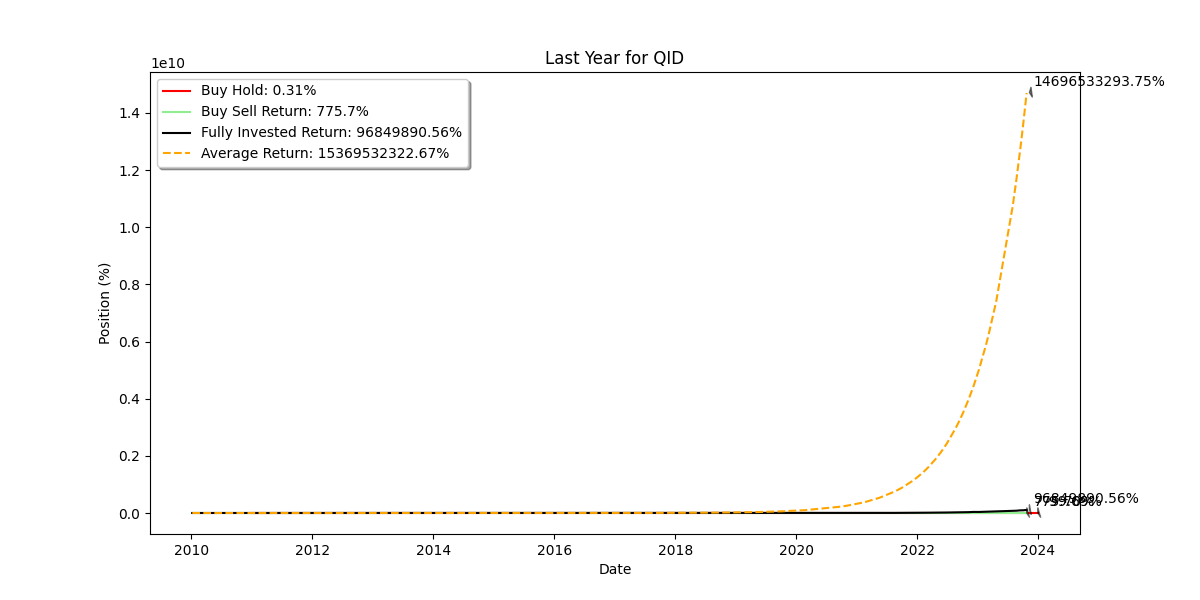 Last Year for QID
1e10
14696533293.75%
Buy Hold: 0.31%
Buy Sell Return: 775.7%
Fully Invested Return: 96849890.56%
Average Return: 15369532322.67%
1.4
1.2
1.0
0.8
0.6
0.4
0.2
0.0
Position (%)
96849890.56%
2010
2012
2014
2016
2018
2020
2022
2024
Date